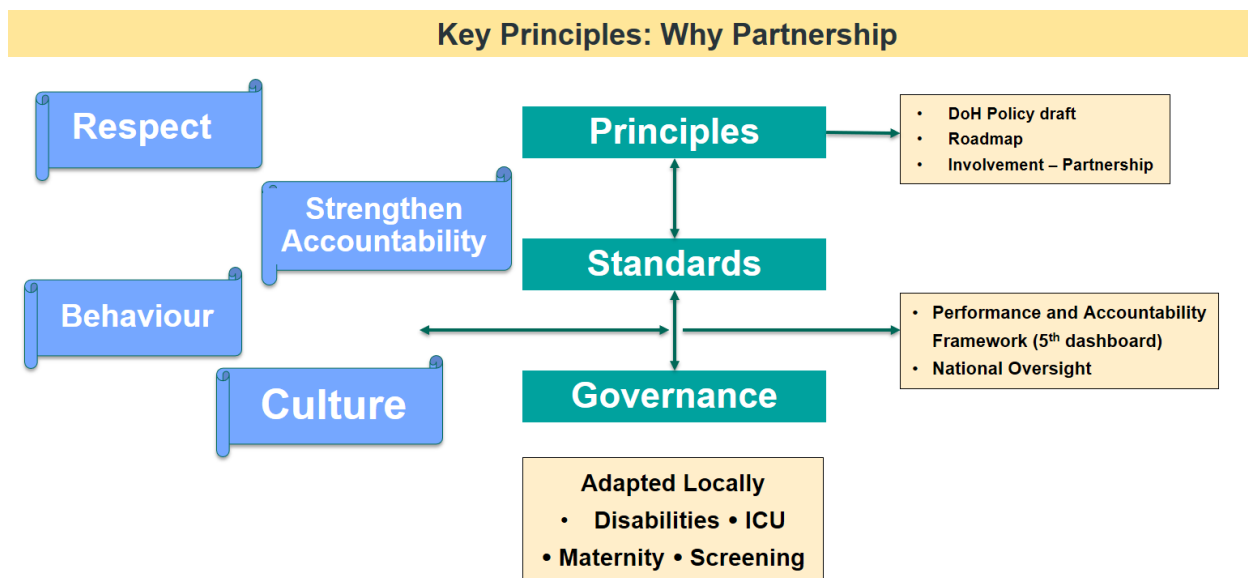 Key Principles: Why Partnership
Respect
Strengthen
Accountability
Behaviour
Culture
Principles
Standards
Governance
• DoH Policy draft
• Roadmap
• Involvement – Partnership
• Performance and Accountability
Framework (5th dashboard)
• National Oversight
Adapted Locally
• Disabilities • ICU
• Maternity • Screening